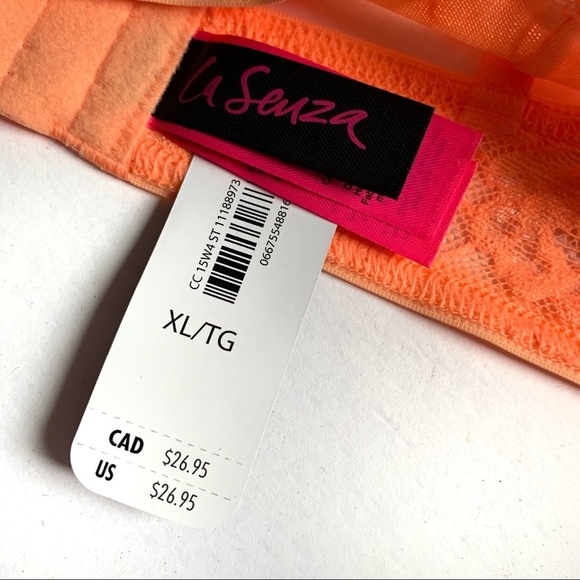 la Senza
CC 15W4 ST 11188973
06675548816
XL/TG
CAD $26.95
US $26.95